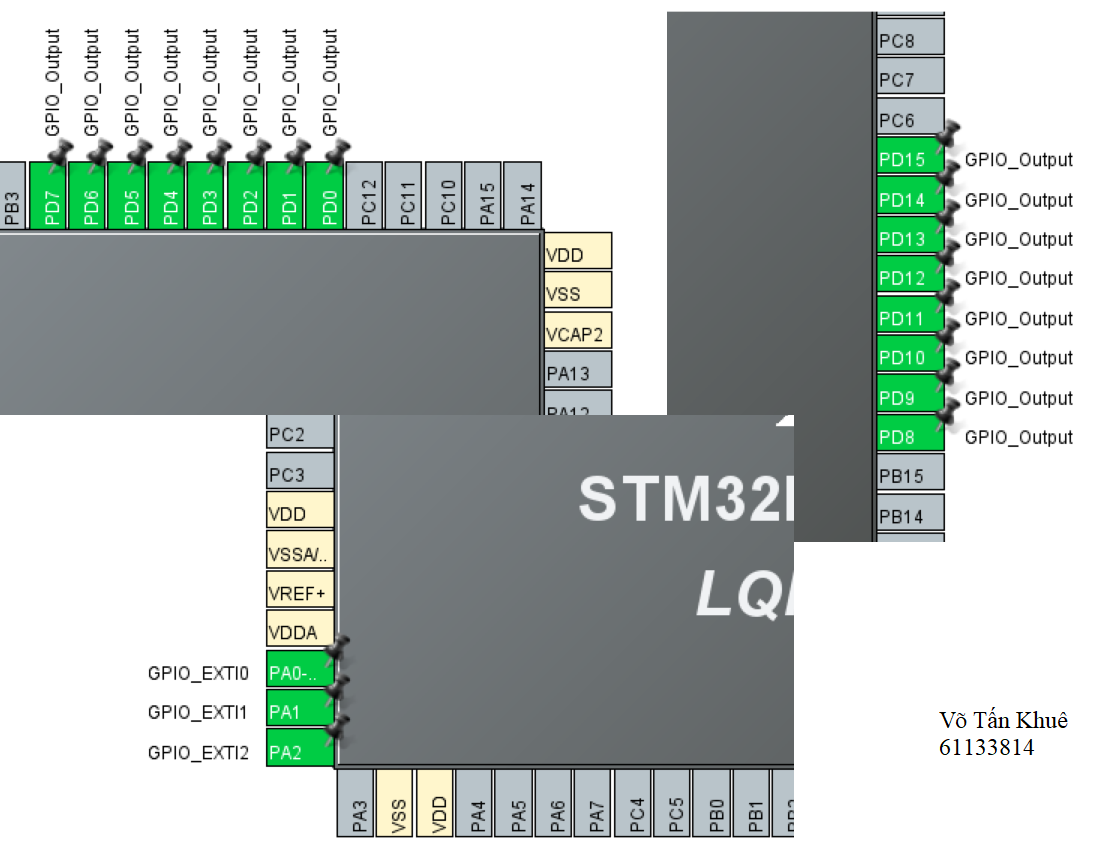 GPIO_Output
GPIO_Output
GPIO_Output
GPIO_Output
GPIO_Output
GPIO_Output
GPIO_Output
GPIO_Output
PB3
PD7
PD6
PD5
PD4
PD3
PD2
PD1
PD0
PC12
PC11
PC10
PA15
PA14
VDD
VSS
VCAP2
PA13
PA12
PC8
PC7
PC6
PD15 GPIO_Output
PD14 GPIO_Output
PD13 GPIO_Output
PD12 GPIO_Output
PD11 GPIO_Output
PD10 GPIO_Output
PD9 GPIO_Output
PD8 GPIO_Output
PB15
PB14
PC2
PC3
VDD
VSSA/..
VREF+
VDDA
GPIO_EXTI0 PA0-..
GPIO_EXTI1 PA1
GPIO_EXTI2 PA2
STM32
LQ
PA3
VSS
VDD
PA4
PA5
PA6
PA7
PC4
PC5
PB0
PB1
Võ Tấn Khuê
61133814